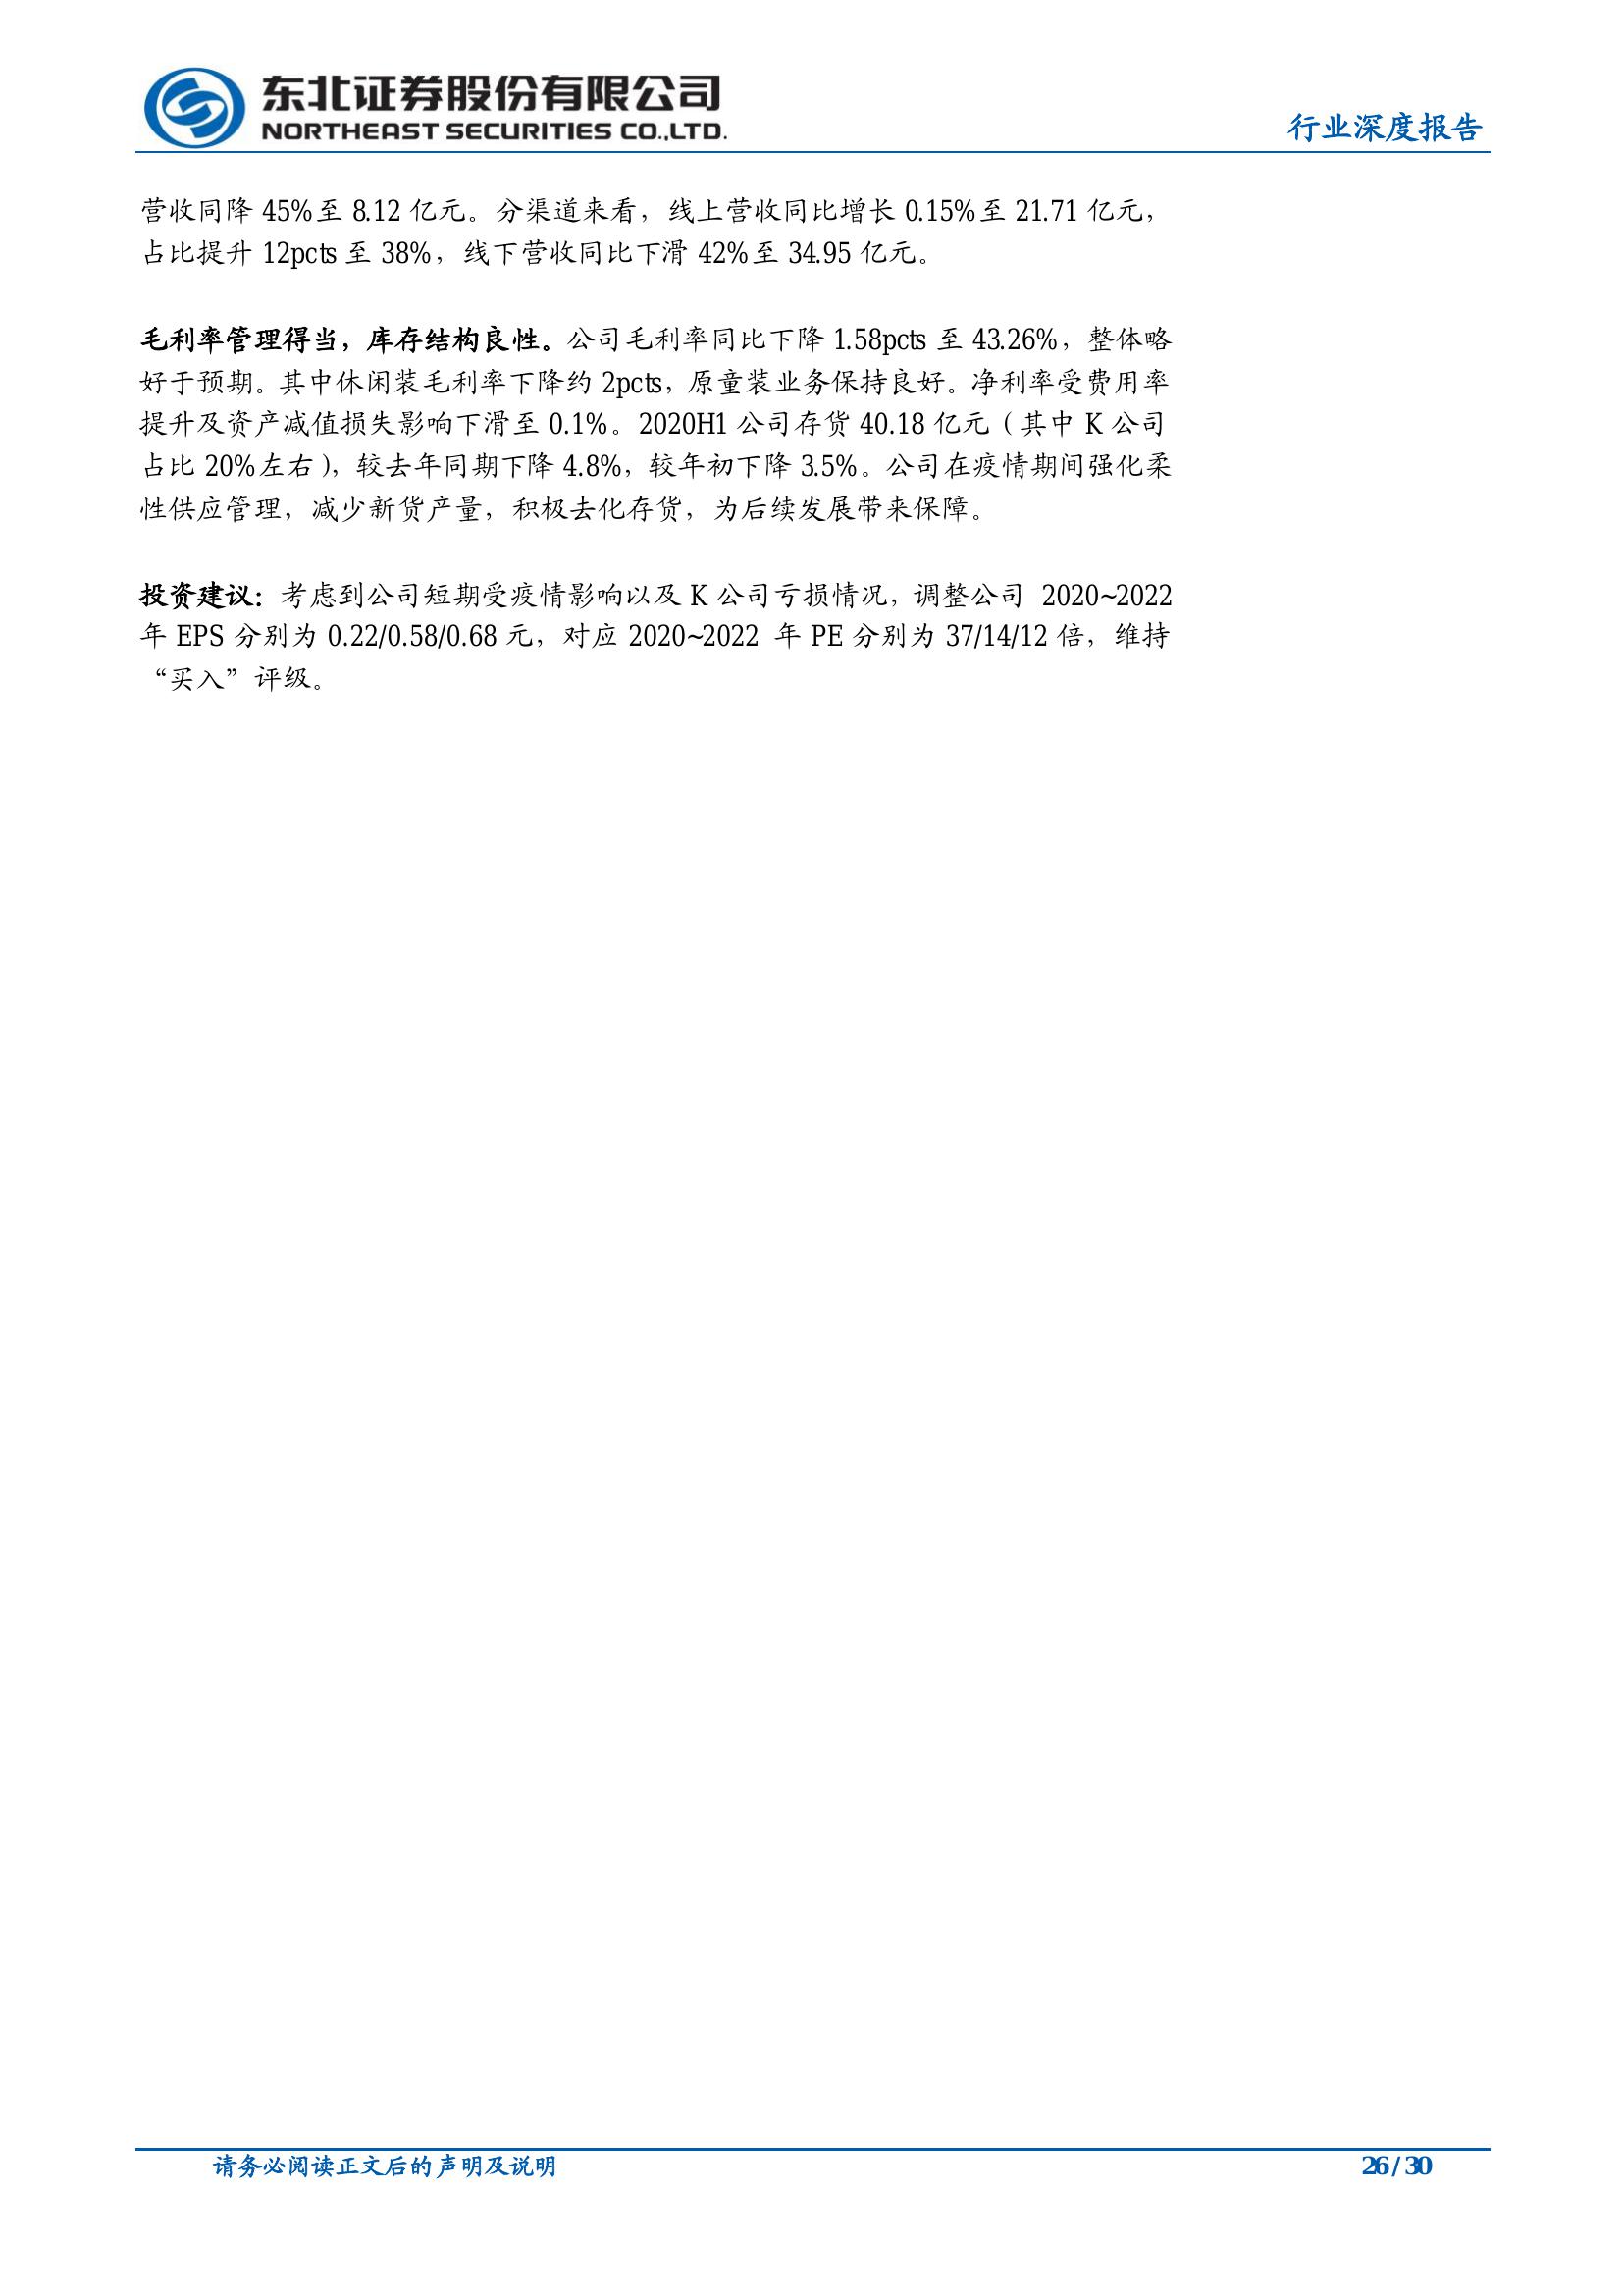 东北证券股份有限公司
NORTHEAST SECURITIES CO.,LTD.
行业深度报告
营收同降 45%至 8.12 亿元。分渠道来看，线上营收同比增长 0.15%至 21.71 亿元，
占比提升 12pcts 至 38%，线下营收同比下滑 42%至 34.95 亿元。
毛利率管理得当，库存结构良性。公司毛利率同比下降 1.58pcts 至 43.26%，整体略
好于预期。其中休闲装毛利率下降约 2pcts，原童装业务保持良好。净利率受费用率
提升及资产减值损失影响下滑至 0.1%。2020H1 公司存货 40.18 亿元（其中 K 公司
占比 20%左右），较去年同期下降 4.8%，较年初下降 3.5%。公司在疫情期间强化柔
性供应管理，减少新货产量，积极去化存货，为后续发展带来保障。
投资建议：考虑到公司短期受疫情影响以及 K 公司亏损情况，调整公司 2020~2022
年 EPS 分别为 0.22/0.58/0.68 元，对应 2020~2022 年 PE 分别为 37/14/12 倍，维持
“买入”评级。
请务必阅读正文后的声明及说明
26 / 30